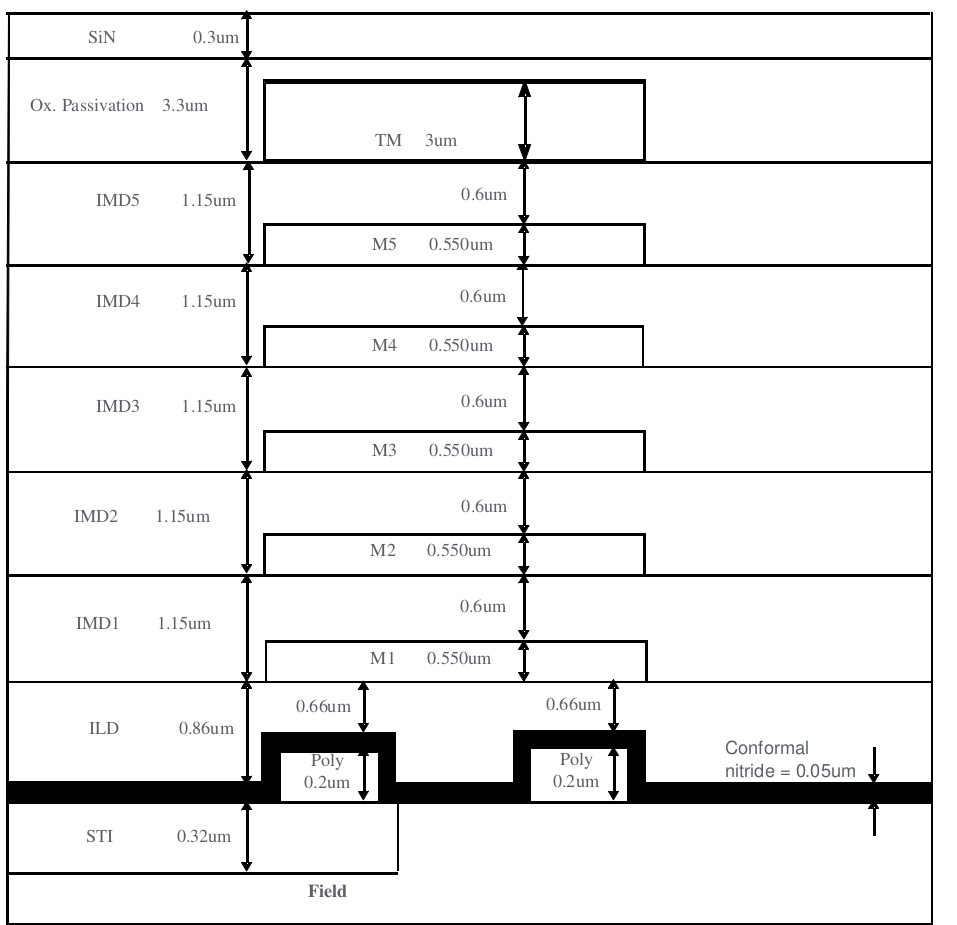 SiN 0.3um
Ox. Passivation 3.3um
TM 3um
IMD5 1.15um
0.6um
M5 0.550um
IMD4 1.15um
0.6um
M4 0.550um
IMD3 1.15um
0.6um
M3 0.550um
IMD2 1.15um
0.6um
M2 0.550um
IMD1 1.15um
0.6um
M1 0.550um
ILD 0.86um
0.66um
0.66um
Poly
0.2um
Poly
0.2um
Conformal
nitride = 0.05um
STI 0.32um
Field